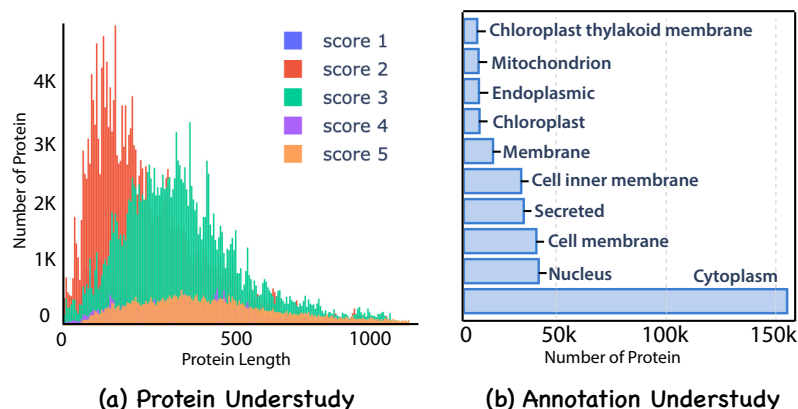 score 1
score 2
score 3
score 4
score 5
4K
3K
2K
1K
0
Number of Protein
0
500
1000
Protein Length
(a) Protein Understudy
Chloroplast thylakoid membrane
Mitochondrion
Endoplasmic
Chloroplast
Membrane
Cell inner membrane
Secreted
Cell membrane
Nucleus
Cytoplasm
0
50k
100k
150k
Number of Protein
(b) Annotation Understudy